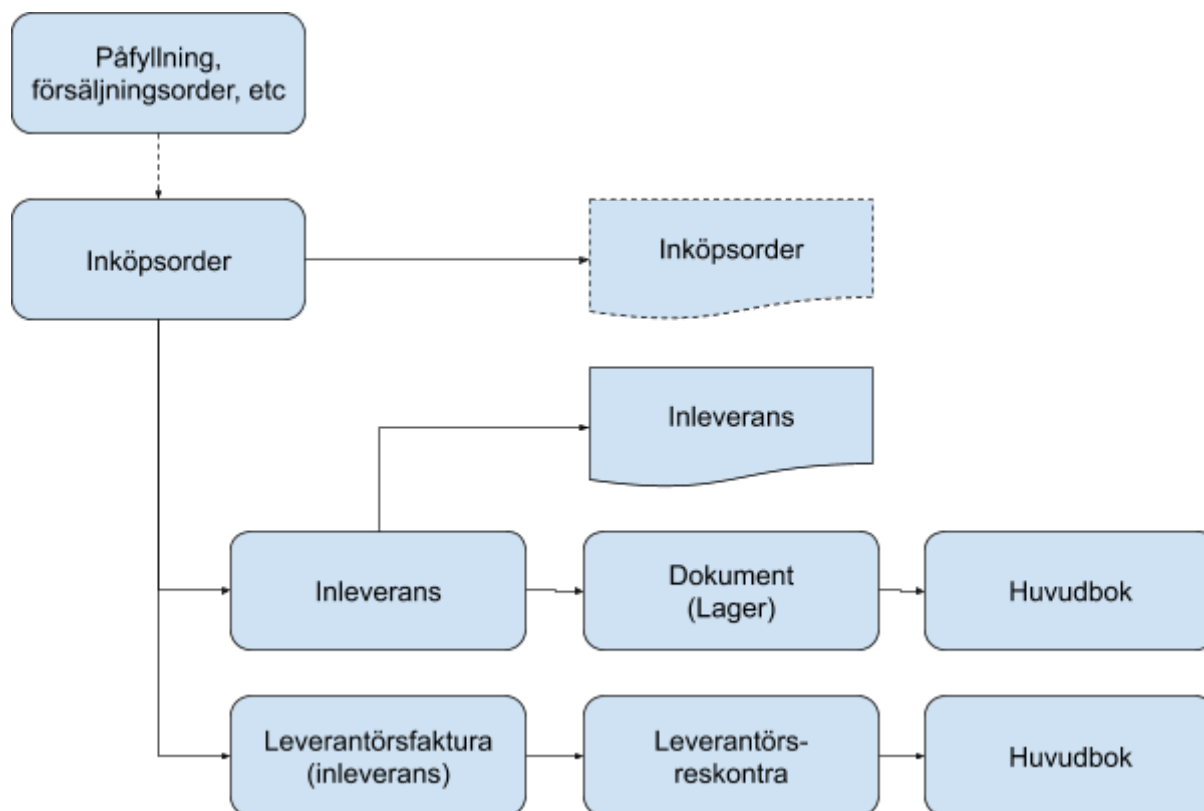 Påfyllning,
försäljningsorder, etc
Inköpsorder
Inköpsorder
Inleverans
Inleverans
Dokument
(Lager)
Huvudbok
Leverantörsfaktura
(inleverans)
Leverantörs-
reskontra
Huvudbok